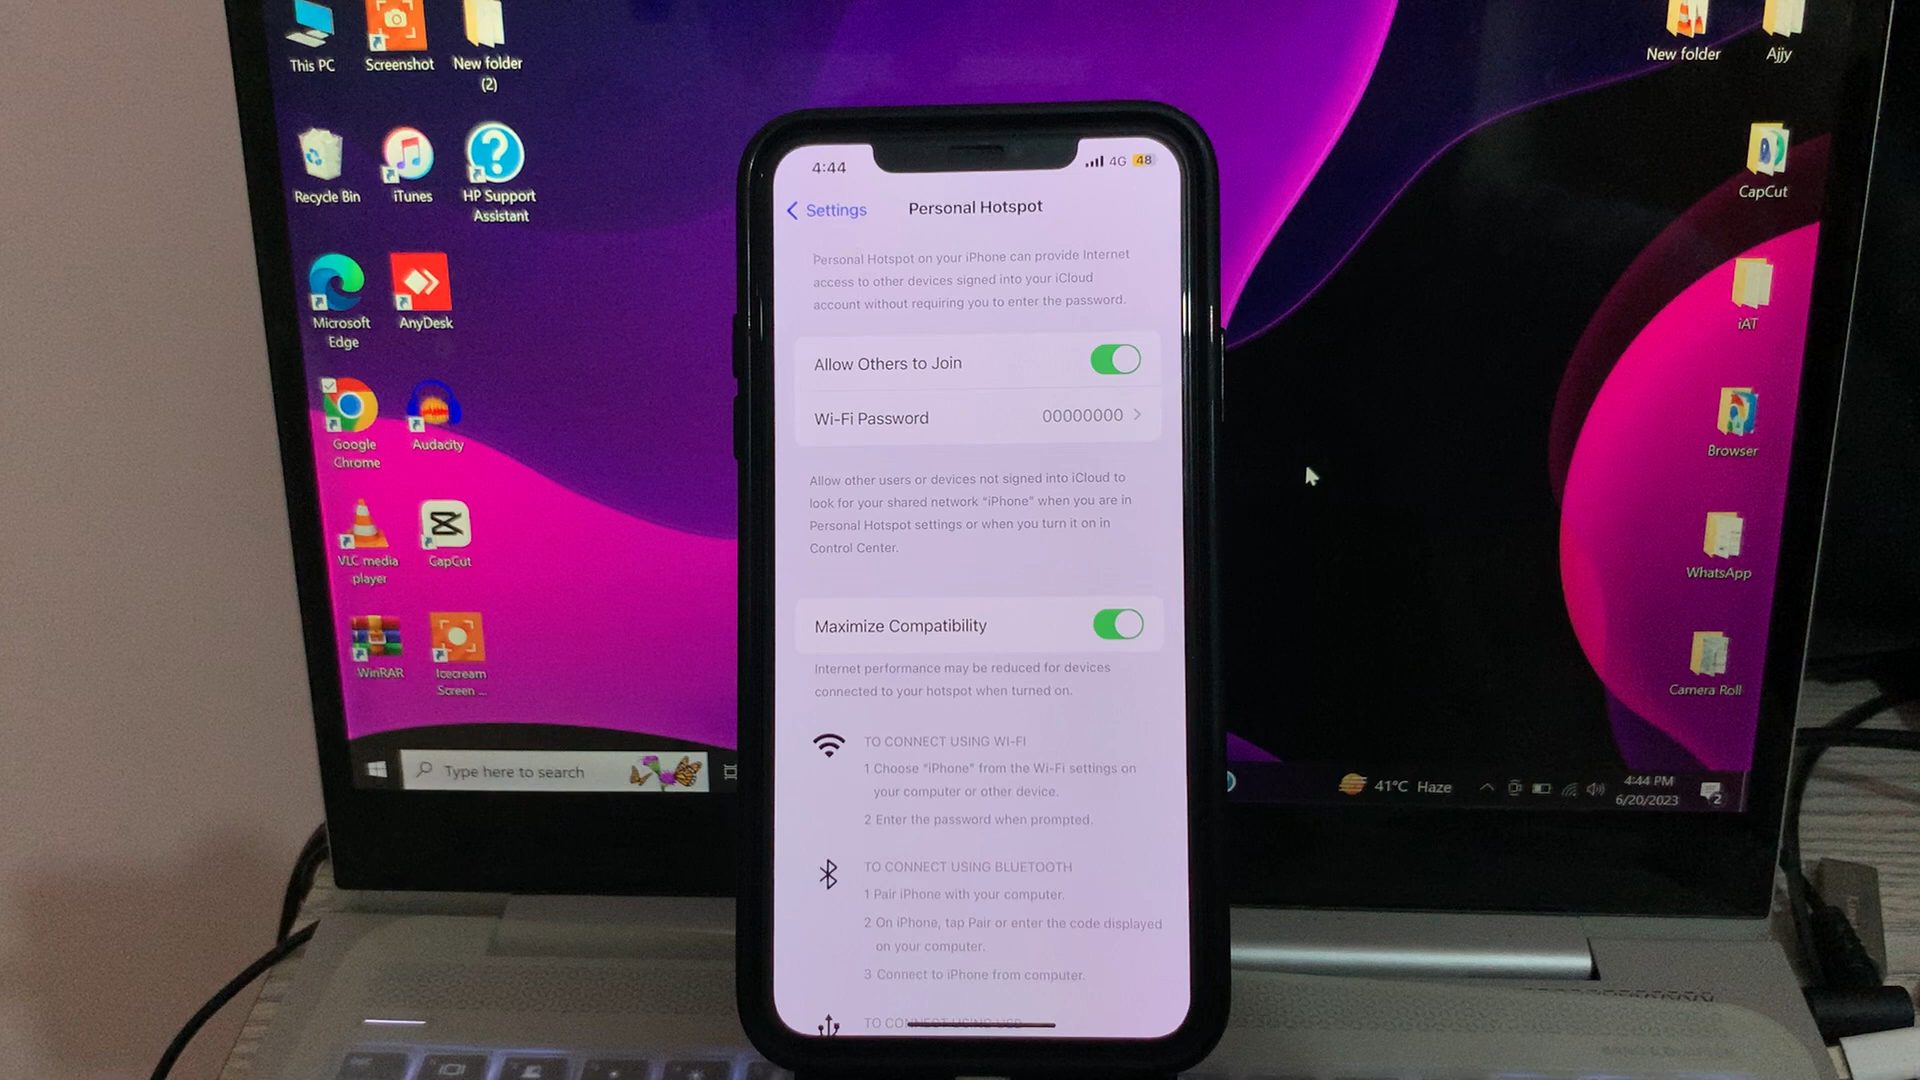 This PC
Screenshot
New folder
(2)
Recycle Bin
iTunes
HP Support
Assistant
Microsoft
Edge
AnyDesk
Google
Chrome
Audacity
VLC media
player
CapCut
WinRAR
Icecream
Screen ...
Type here to search
4:44
4G
48
Settings
Personal Hotspot
Personal Hotspot on your iPhone can provide Internet
access to other devices signed into your iCloud
account without requiring you to enter the password.
Allow Others to Join
Wi-Fi Password 00000000
Allow other users or devices not signed into iCloud to
look for your shared network “iPhone” when you are in
Personal Hotspot settings or when you turn it on in
Control Center.
Maximize Compatibility
Internet performance may be reduced for devices
connected to your hotspot when turned on.
TO CONNECT USING WI-FI
1 Choose “iPhone” from the Wi-Fi settings on
your computer or other device.
2 Enter the password when prompted.
TO CONNECT USING BLUETOOTH
1 Pair iPhone with your computer.
2 On iPhone, tap Pair or enter the code displayed
on your computer.
3 Connect to iPhone from computer.
TO CONNECT USING USB
New folder
Ajjy
CapCut
iAT
Browser
WhatsApp
Camera Roll
41°C Haze
4:44 PM
6/20/2023
2